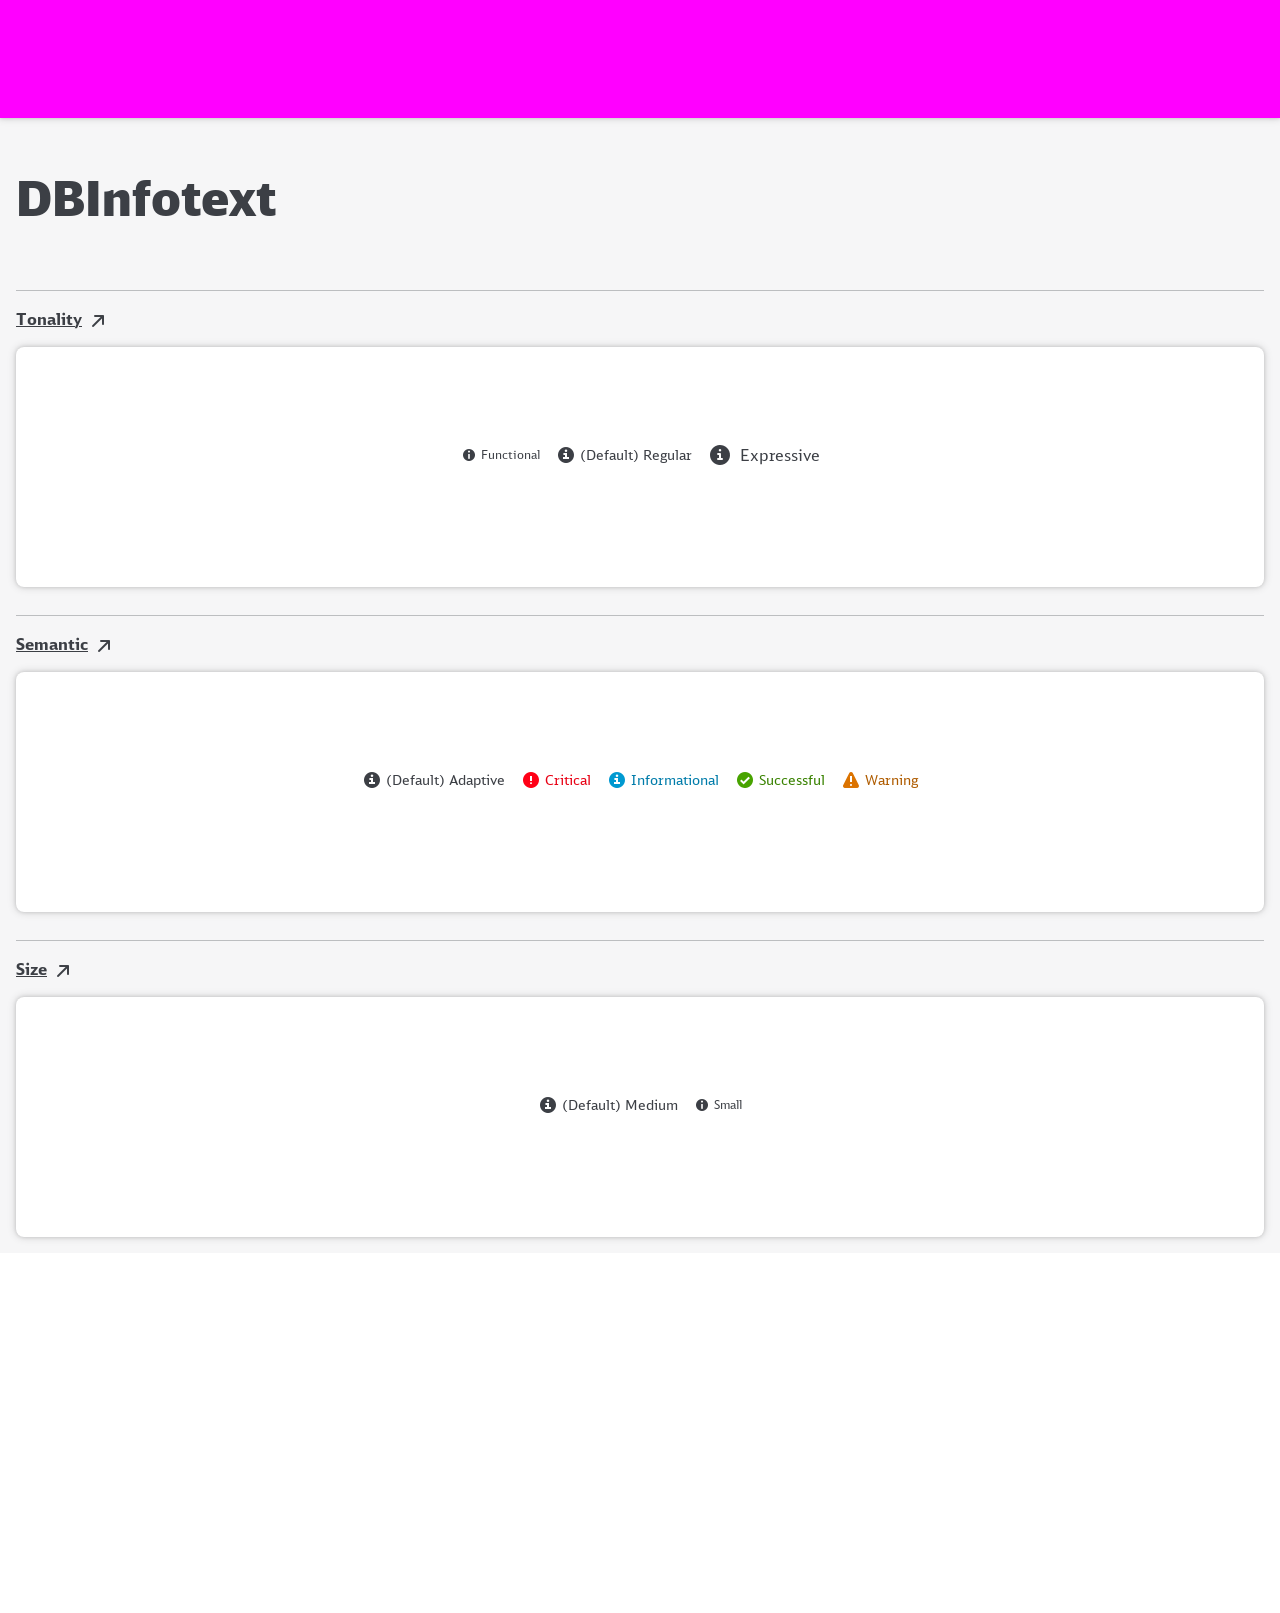 DBInfotext
Tonality
Functional (Default) Regular Expressive
Semantic
(Default) Adaptive Critical Informational Successful Warning
Size
(Default) Medium Small